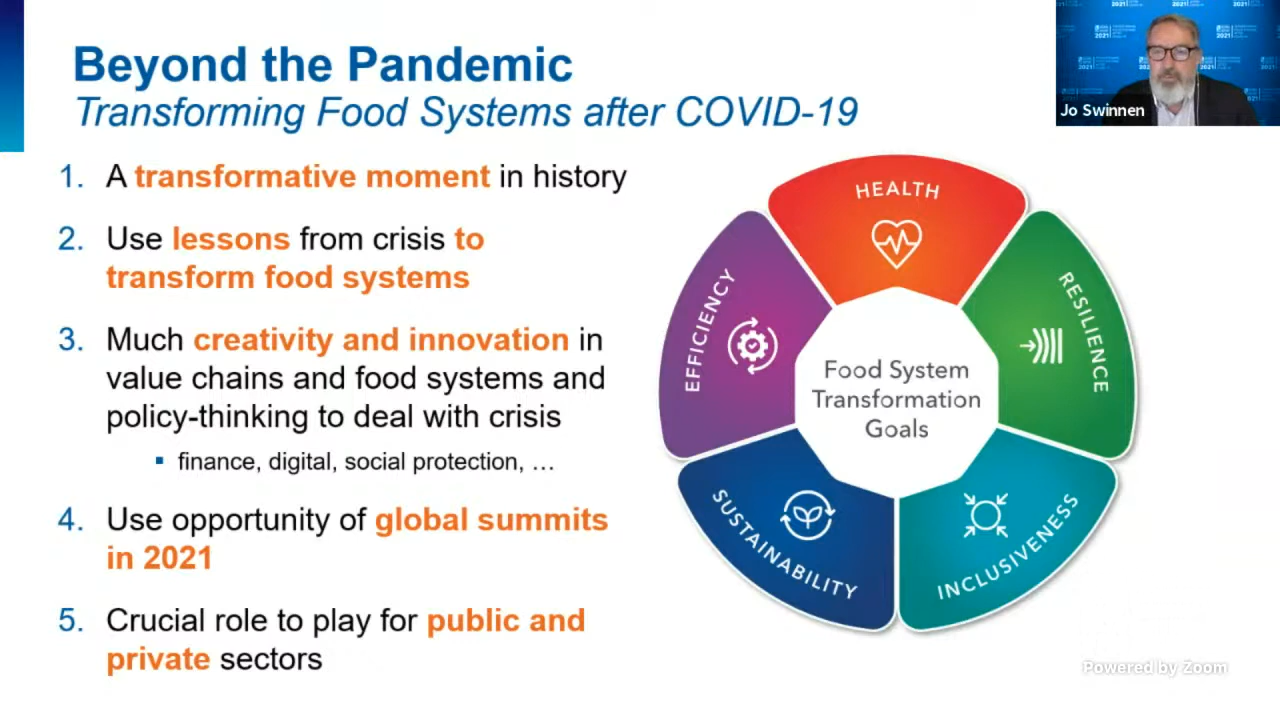 Beyond the Pandemic
Transforming Food Systems after COVID-19
Jo Swinnen
1. A transformative moment in history
2. Use lessons from crisis to
transform food systems
3. Much creativity and innovation in
value chains and food systems and
policy-thinking to deal with crisis
▪ finance, digital, social protection, …
4. Use opportunity of global summits
in 2021
5. Crucial role to play for public and
private sectors
HEALTH
RESILIENCE
INCLUSIVENESS
SUSTAINABILITY
EFFICIENCY
Food System
Transformation
Goals
Powered by Zoom